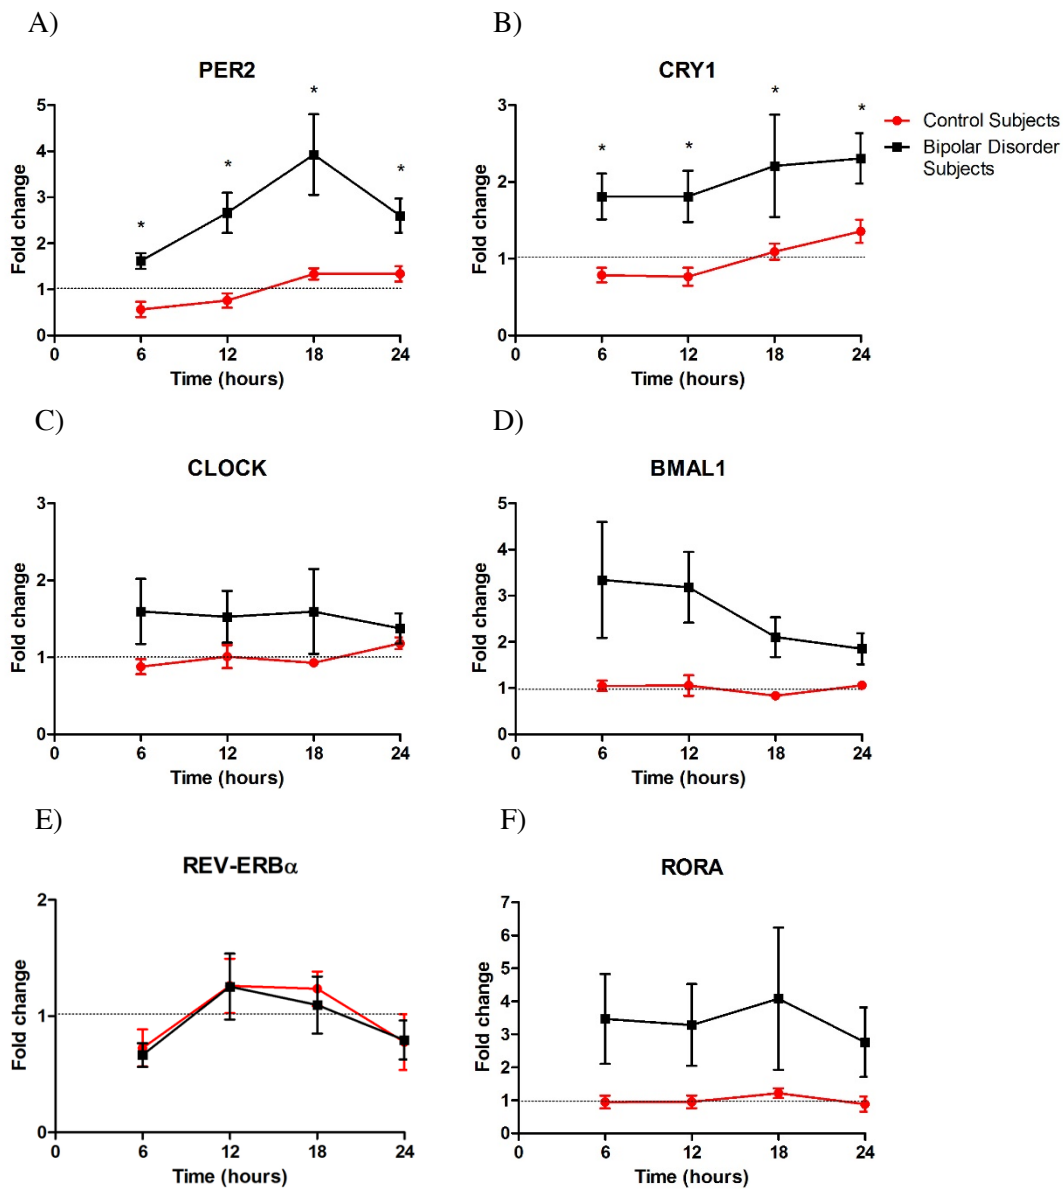 A)
PER2
5
4
3
2
1
0
Fold change
*
*
*
*
0
6
12
18
24
Time (hours)
B)
CRY1
3
2
1
0
Fold change
*
*
*
*
0
6
12
18
24
Time (hours)
Control Subjects
Bipolar Disorder
Subjects
C)
CLOCK
3
2
1
0
Fold change
0
6
12
18
24
Time (hours)
D)
BMAL1
5
4
3
2
1
0
Fold change
0
6
12
18
24
Time (hours)
E)
REV-ERBα
2
1
0
Fold change
0
6
12
18
24
Time (hours)
F)
RORA
7
6
5
4
3
2
1
0
Fold change
0
6
12
18
24
Time (hours)